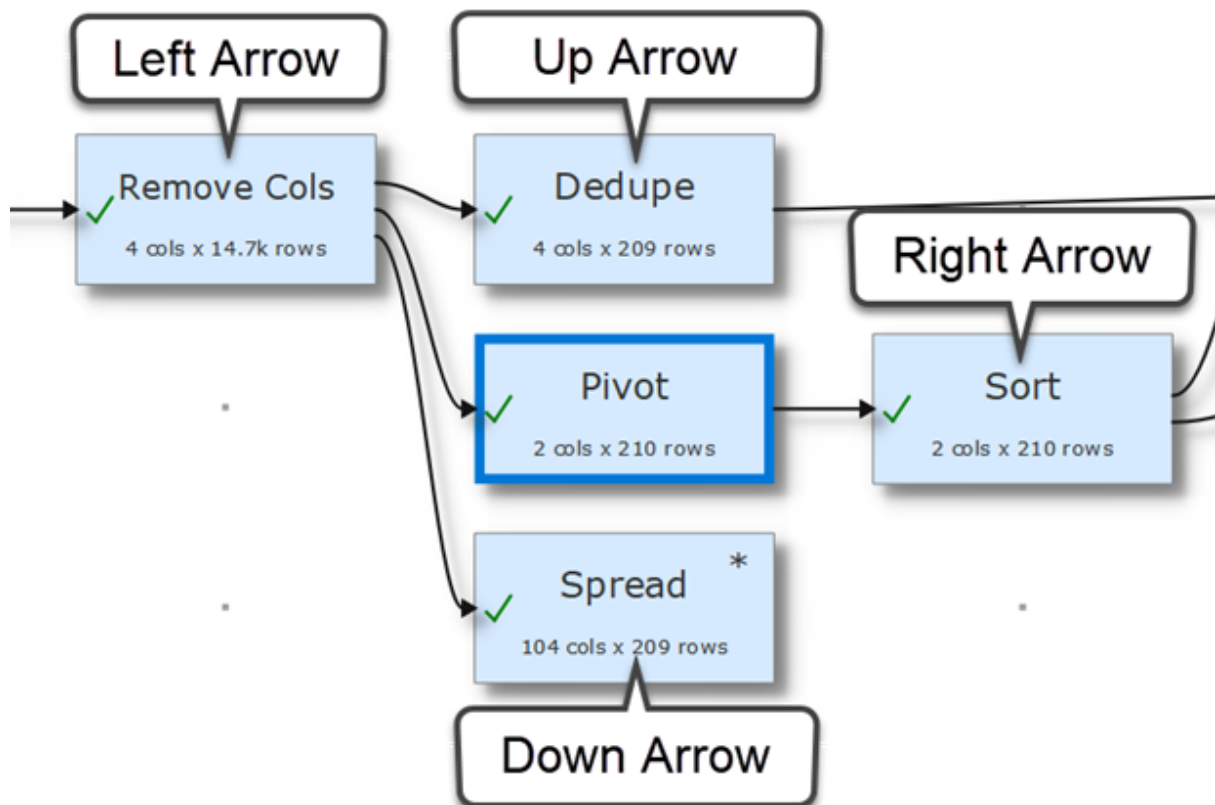 Left Arrow
Up Arrow
Remove Cols
4 cols x 14.7k rows
Dedupe
4 cols x 209 rows
Right Arrow
Pivot
2 cols x 210 rows
Sort
2 cols x 210 rows
Spread *
104 cols x 209 rows
Down Arrow